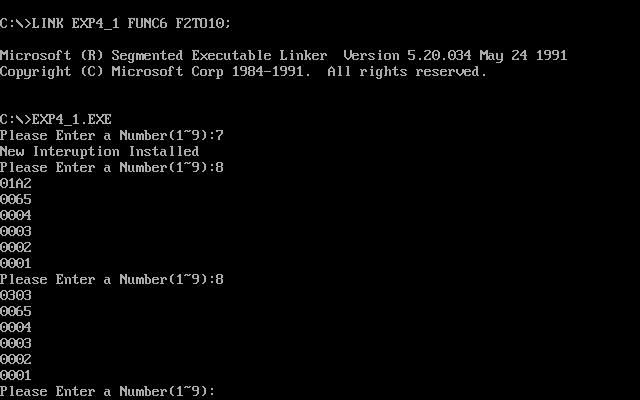 C:\>LINK EXP4_1 FUNC6 F2TO10;
Microsoft (R) Segmented Executable Linker  Version 5.20.034 May 24 1991
Copyright (C) Microsoft Corp 1984-1991.  All rights reserved.
C:\>EXP4_1.EXE
Please Enter a Number(1~9):7
New Interuption Installed
Please Enter a Number(1~9):8
01A2
0065
0004
0003
0002
0001
Please Enter a Number(1~9):8
0303
0065
0004
0003
0002
0001
Please Enter a Number(1~9):